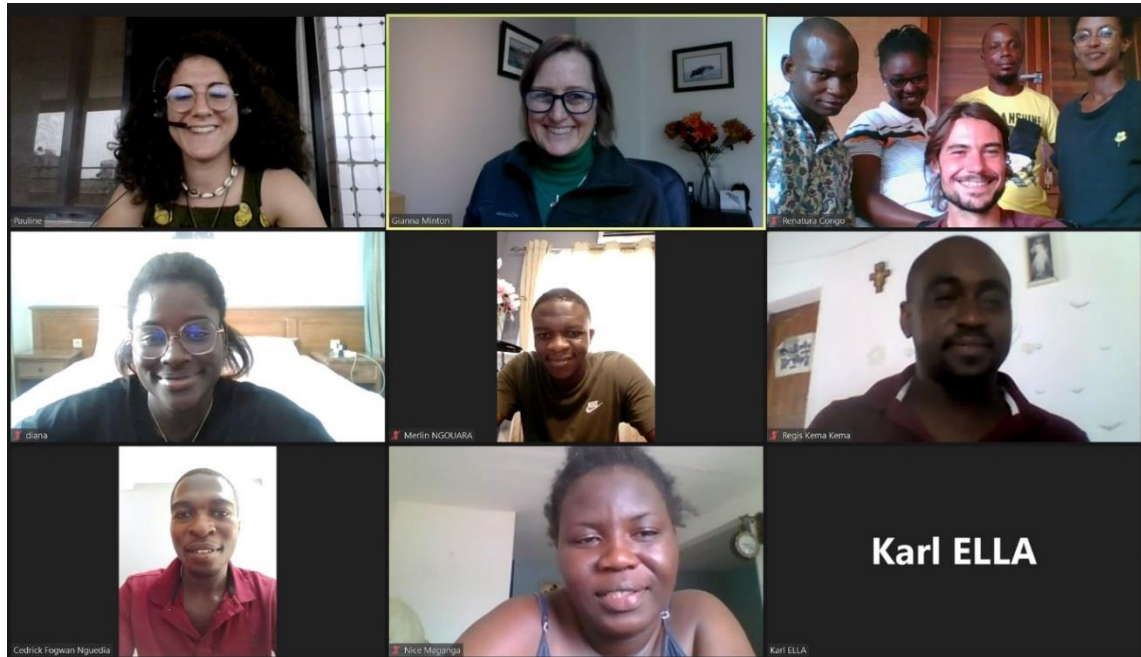 Pauline
Gianna Minton
Renatura Congo
diana
Merlin NGOUARA
Regis Kema Kema
Cedrick Fogwan Nguedia
Nice Maganga
Karl ELLA
Karl ELLA